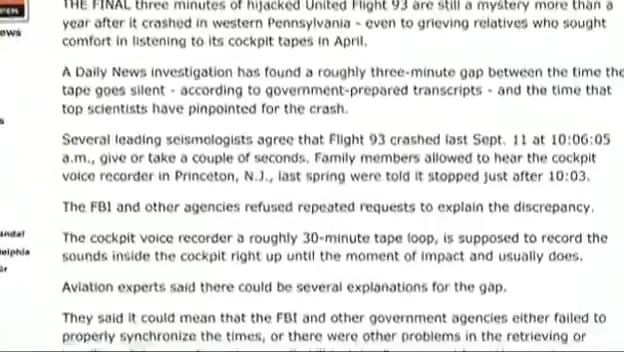 THE FINAL three minutes of hijacked United Flight 93 are still a mystery more than a
year after it crashed in western Pennsylvania - even to grieving relatives who sought
comfort in listening to its cockpit tapes in April.
A Daily News investigation has found a roughly three-minute gap between the time the
tape goes silent - according to government-prepared transcripts - and the time that
top scientists have pinpointed for the crash.
Several leading seismologists agree that Flight 93 crashed last Sept. 11 at 10:06:05
a.m., give or take a couple of seconds. Family members allowed to hear the cockpit
voice recorder in Princeton, N.J., last spring were told it stopped just after 10:03.
The FBI and other agencies refused repeated requests to explain the discrepancy.
The cockpit voice recorder a roughly 30-minute tape loop, is supposed to record the
sounds inside the cockpit right up until the moment of impact and usually does.
Aviation experts said there could be several explanations for the gap.
They said it could mean that the FBI and other government agencies either failed to
properly synchronize the times, or there were other problems in the retrieving or
ews
s
andal
delphia